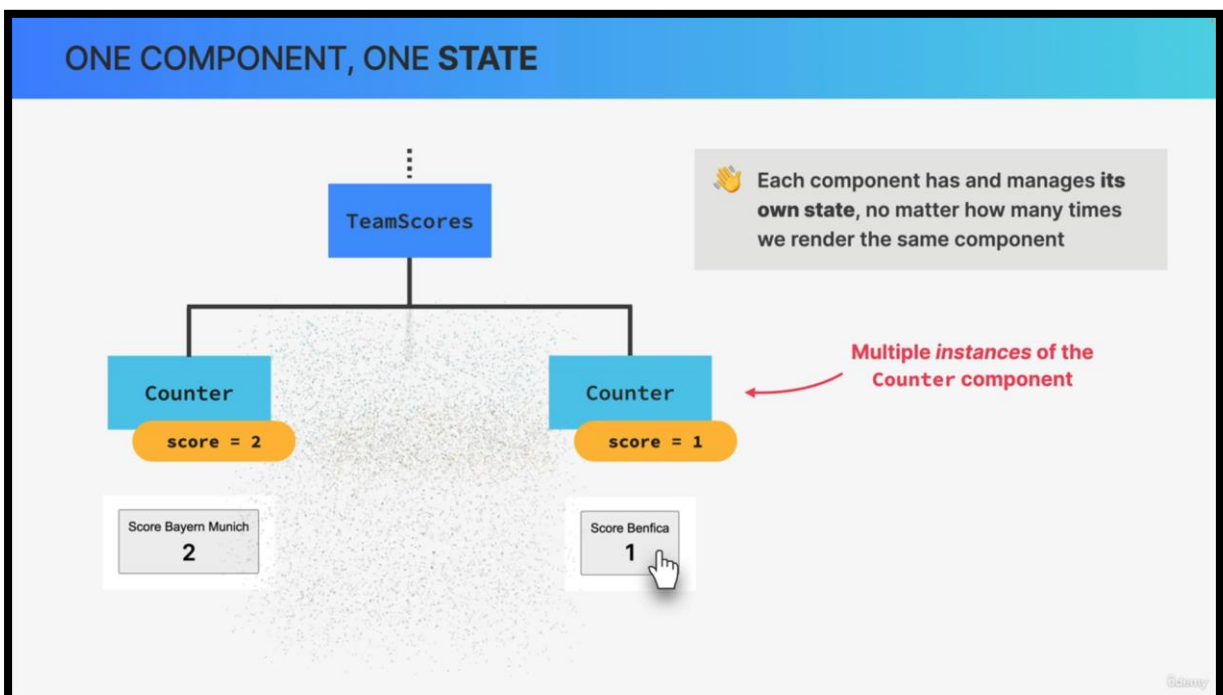 ONE COMPONENT, ONE STATE
TeamScores
Each component has and manages its
own state, no matter how many times
we render the same component
Multiple instances of the
Counter component
Counter
score = 2
Counter
score = 1
Score Bayern Munich
2
Score Benfica
1
Udemy